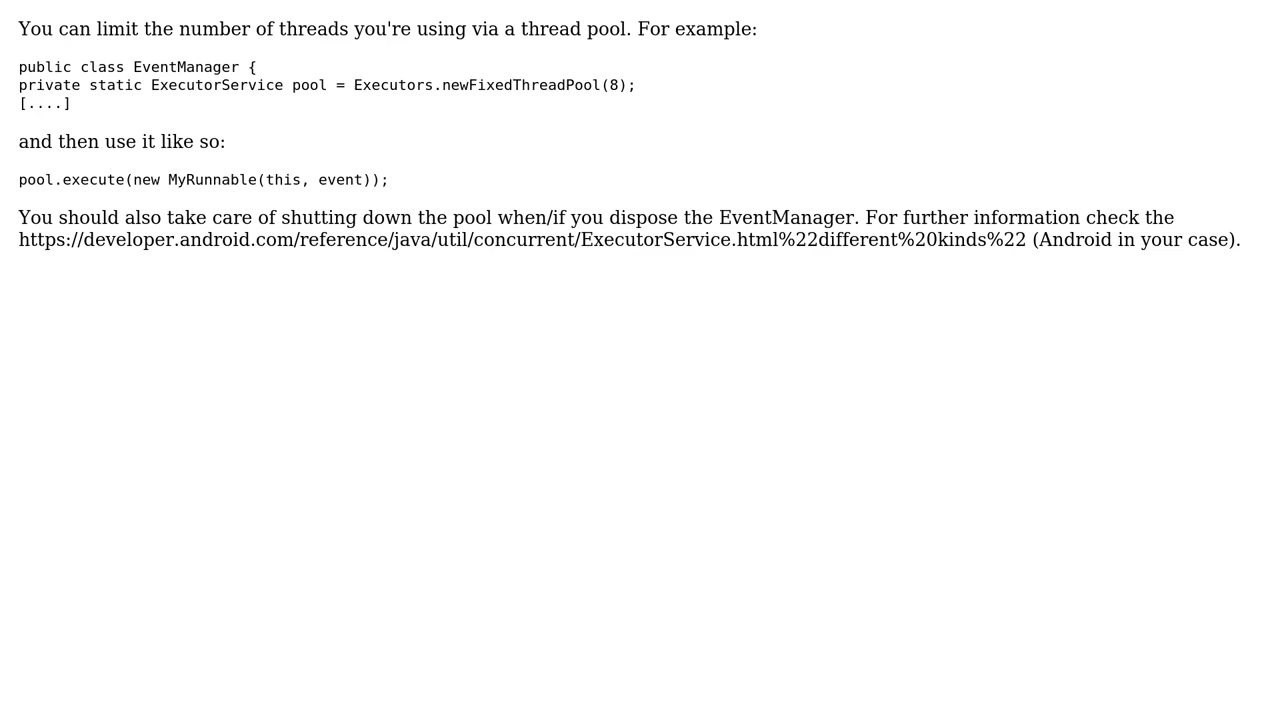 You can limit the number of threads you're using via a thread pool. For example:
public class EventManager {
private static ExecutorService pool = Executors.newFixedThreadPool(8);
[....]
and then use it like so:
pool.execute(new MyRunnable(this, event));
You should also take care of shutting down the pool when/if you dispose the EventManager. For further information check the
https://developer.android.com/reference/java/util/concurrent/ExecutorService.html%22different%20kinds%22 (Android in your case).